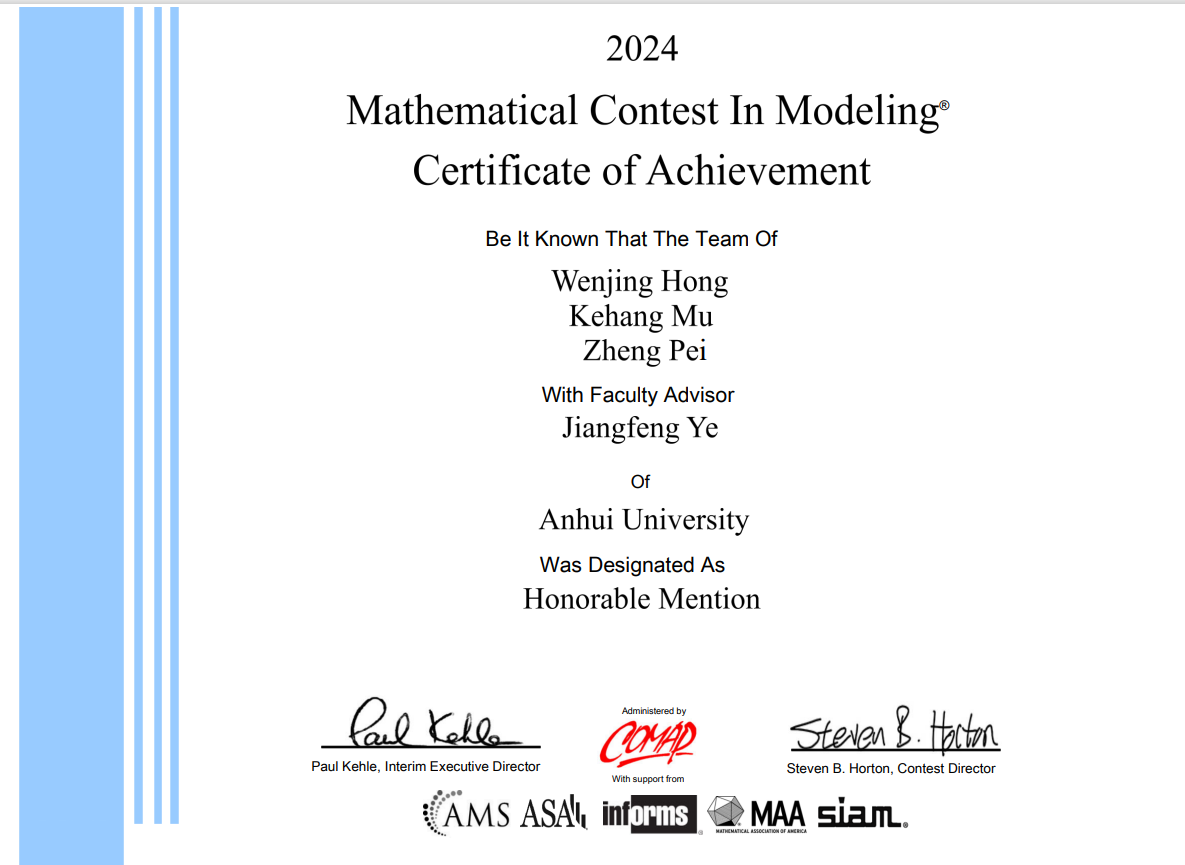 2024
Mathematical Contest In Modeling®
Certificate of Achievement
Be It Known That The Team Of
Wenjing Hong
Kehang Mu
Zheng Pei
With Faculty Advisor
Jiangfeng Ye
Of
Anhui University
Was Designated As
Honorable Mention
Paul Kehle
Paul Kehle, Interim Executive Director
Administered by
COMAP
With support from
Steven B. Horton
Steven B. Horton, Contest Director
AMS ASA informs® MAA siam®
MATHEMATICAL ASSOCIATION OF AMERICA